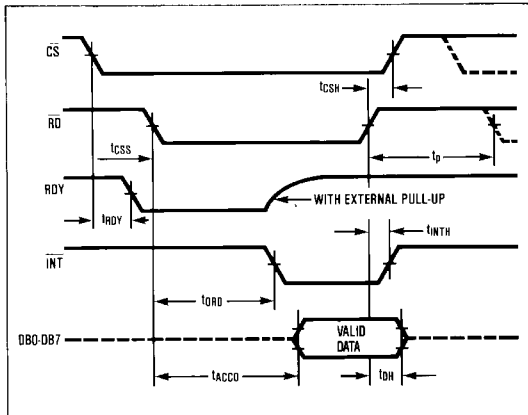 CS
tCSH
RD
tCSS
tP
RDY
WITH EXTERNAL PULL-UP
tRDY
tINTH
INT
tCRD
DB0-DB7
VALID
DATA
tACC0
tDH